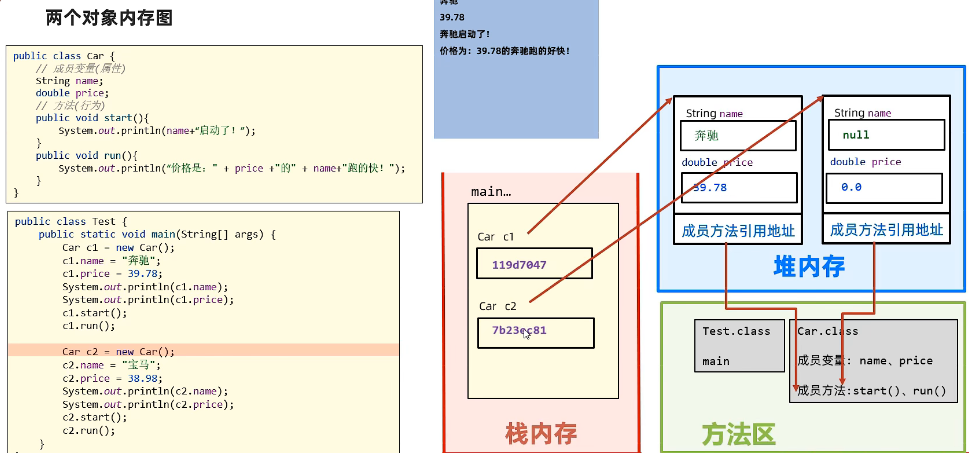 两个对象内存图
public class Car {
// 成员变量(属性)
String name;
double price;
// 方法(行为)
public void start(){
System.out.println(name+"启动了!");
}
public void run(){
System.out.println("价格是: " + price +"的" + name+"跑的快!");
}
}
public class Test {
public static void main(String[] args) {
Car c1 = new Car();
c1.name = "奔驰";
c1.price = 39.78;
System.out.println(c1.name);
System.out.println(c1.price);
c1.start();
c1.run();
Car c2 = new Car();
c2.name = "宝马";
c2.price = 38.98;
System.out.println(c2.name);
System.out.println(c2.price);
c2.start();
c2.run();
}
奔驰
39.78
奔驰启动了!
价格为: 39.78的奔驰跑的好快!
main…
Car c1
119d7047
Car c2
7b23ec81
栈内存
String name
奔驰
double price
39.78
成员方法引用地址
String name
null
double price
0.0
成员方法引用地址
堆内存
Test.class
main
Car.class
成员变量: name、price
成员方法:start()、run()
方法区